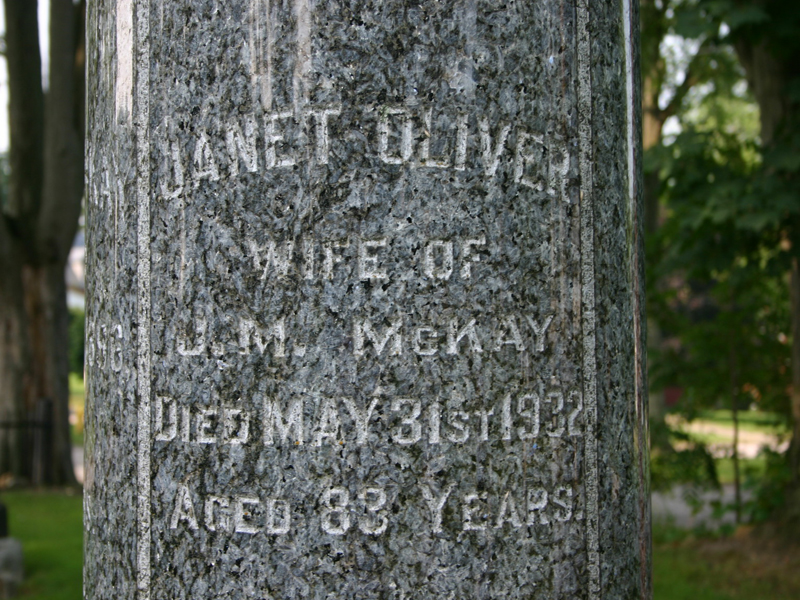 JANET OLIVER
WIFE OF
J. M. McKAY
DIED MAY 31ST 1932
AGED 83 YEARS.